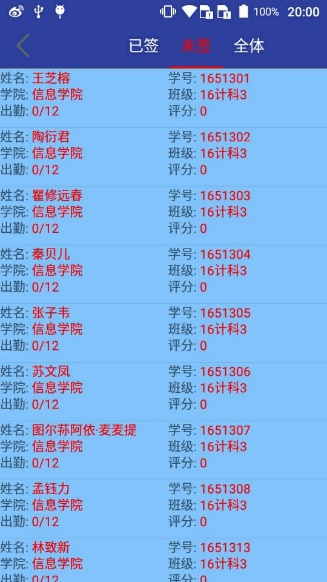 100% 20:00
已签 未签 全体
姓名: 王芝榕 学号: 1651301
学院: 信息学院 班级: 16计科3
出勤: 0/12 评分: 0
姓名: 陶衍君 学号: 1651302
学院: 信息学院 班级: 16计科3
出勤: 0/12 评分: 0
姓名: 瞿修远春 学号: 1651303
学院: 信息学院 班级: 16计科3
出勤: 0/12 评分: 0
姓名: 秦贝儿 学号: 1651304
学院: 信息学院 班级: 16计科3
出勤: 0/12 评分: 0
姓名: 张子韦 学号: 1651305
学院: 信息学院 班级: 16计科3
出勤: 0/12 评分: 0
姓名: 苏文凤 学号: 1651306
学院: 信息学院 班级: 16计科3
出勤: 0/12 评分: 0
姓名: 图尔荪阿依·麦麦提 学号: 1651307
学院: 信息学院 班级: 16计科3
出勤: 0/12 评分: 0
姓名: 孟钰力 学号: 1651308
学院: 信息学院 班级: 16计科3
出勤: 0/12 评分: 0
姓名: 林致新 学号: 1651313
学院: 信息学院 班级: 16计科3
出勤: 0/12 评分: 0